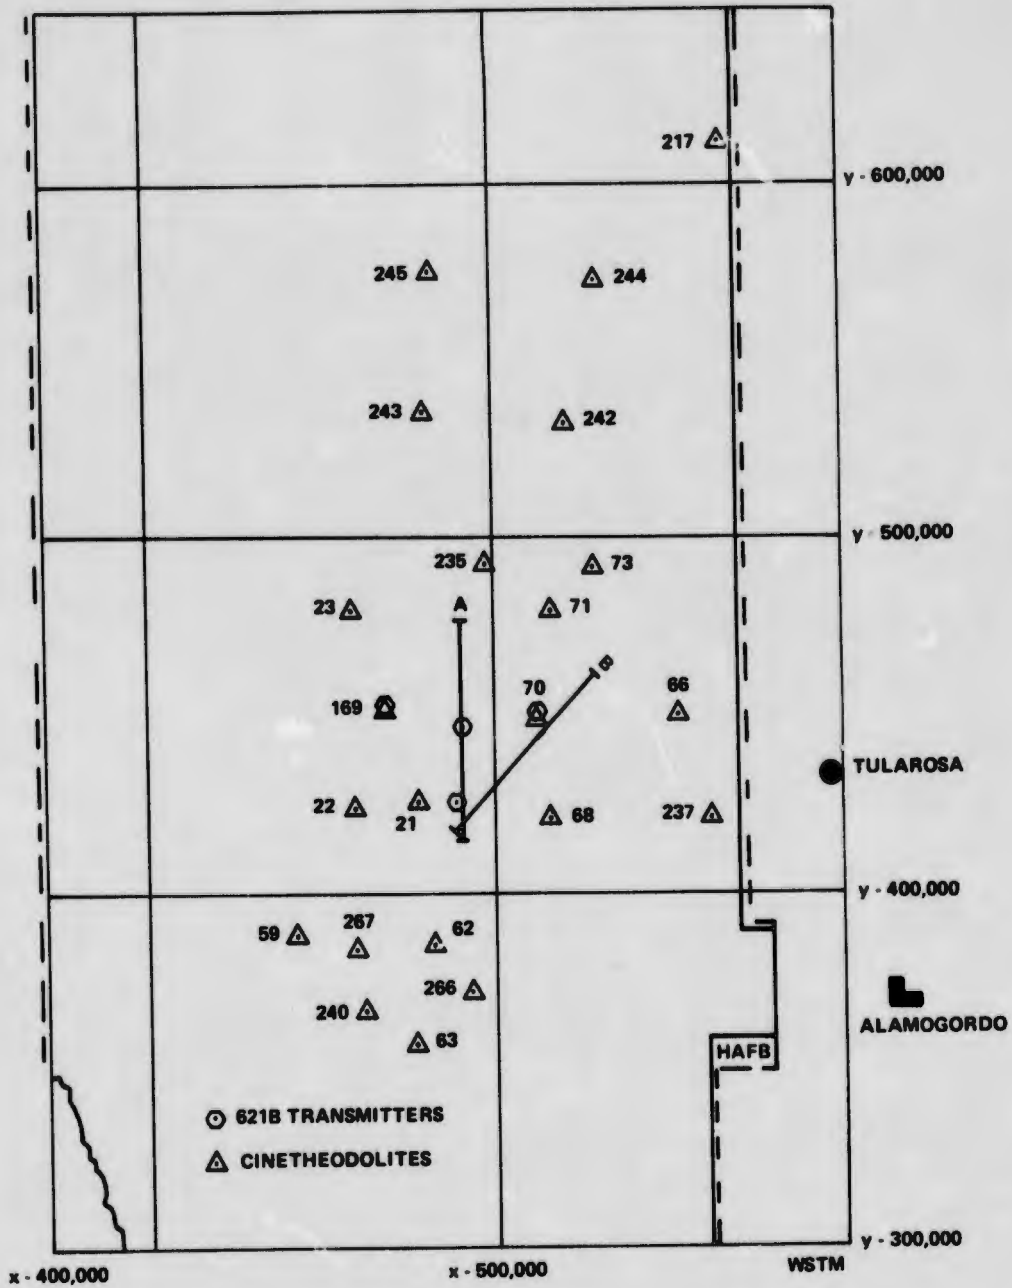 217
y - 600,000
245
244
243
242
y - 500,000
235
73
23
A
71
B
70
66
169
TULAROSA
22
21
68
237
y - 400,000
59
267
62
266
240
ALAMOGORDO
63
HAFB
621B TRANSMITTERS
CINETHEODOLITES
y - 300,000
x - 400,000
x - 500,000
WSTM